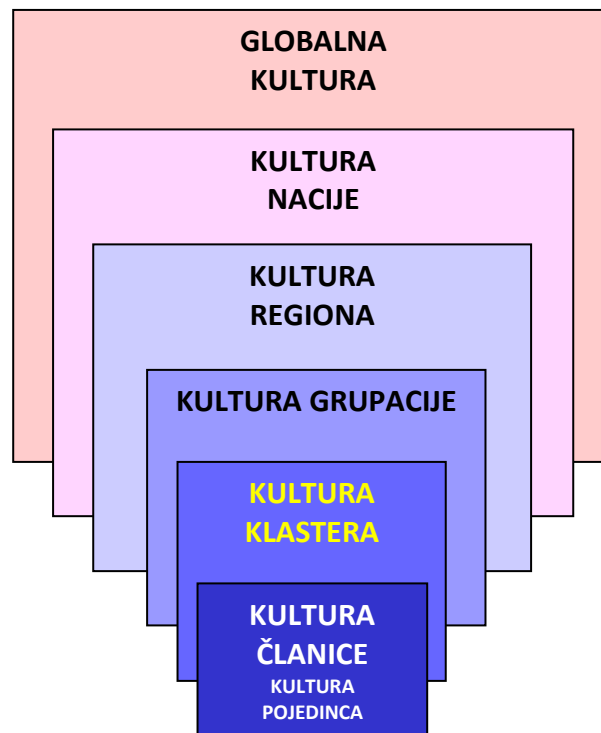 GLOBALNA
KULTURA
KULTURA
NACIJE
KULTURA
REGIONA
KULTURA GRUPACIJE
KULTURA
KLASTERA
KULTURA
ČLANICE
KULTURA
POJEDINCA